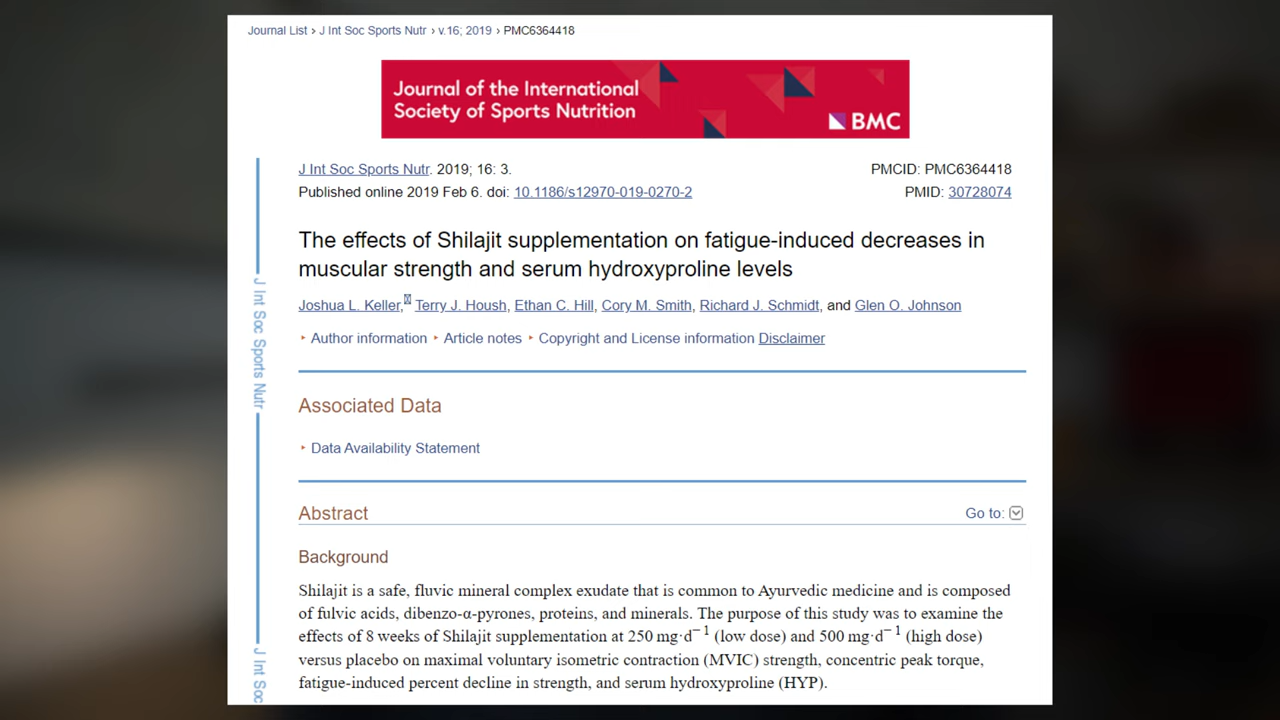 Journal List › J Int Soc Sports Nutr › v.16; 2019 › PMC6364418
Journal of the International
Society of Sports Nutrition
BMC
J Int Soc Sports Nutr. 2019; 16: 3.
PMCID: PMC6364418
Published online 2019 Feb 6. doi: 10.1186/s12970-019-0270-2
PMID: 30728074
The effects of Shilajit supplementation on fatigue-induced decreases in
muscular strength and serum hydroxyproline levels
Joshua L. Keller, Terry J. Housh, Ethan C. Hill, Cory M. Smith, Richard J. Schmidt, and Glen O. Johnson
Author information ‣ Article notes ‣ Copyright and License information Disclaimer
Associated Data
Data Availability Statement
Abstract
Go to:
Background
Shilajit is a safe, fluvic mineral complex exudate that is common to Ayurvedic medicine and is composed
of fulvic acids, dibenzo-α-pyrones, proteins, and minerals. The purpose of this study was to examine the
effects of 8 weeks of Shilajit supplementation at 250 mg·d⁻¹ (low dose) and 500 mg·d⁻¹ (high dose)
versus placebo on maximal voluntary isometric contraction (MVIC) strength, concentric peak torque,
fatigue-induced percent decline in strength, and serum hydroxyproline (HYP).
J Int Soc Sports Nutr
J Int Soc